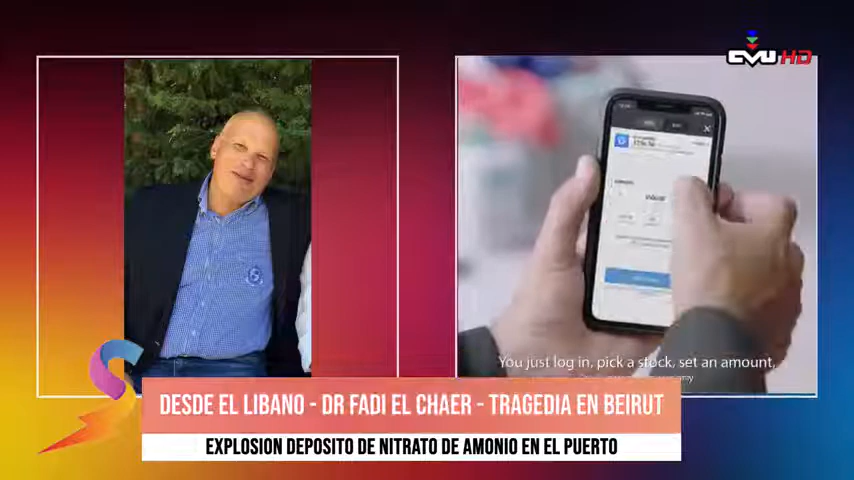 CVU HD
You just log in, pick a stock, set an amount,
DESDE EL LIBANO - DR FADI EL CHAER - TRAGEDIA EN BEIRUT
EXPLOSION DEPOSITO DE NITRATO DE AMONIO EN EL PUERTO